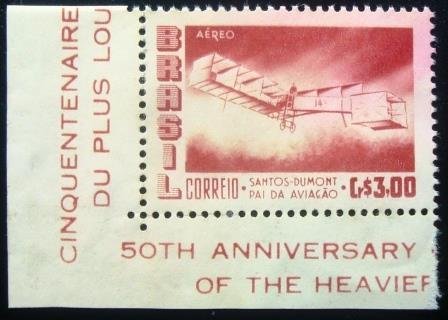 CINQUENTENAIRE
DU PLUS LOU
BRASIL
AÉREO
CORREIO · SANTOS-DUMONT
PAI DA AVIAÇÃO · Cr$3,00
50TH ANNIVERSARY
OF THE HEAVIER